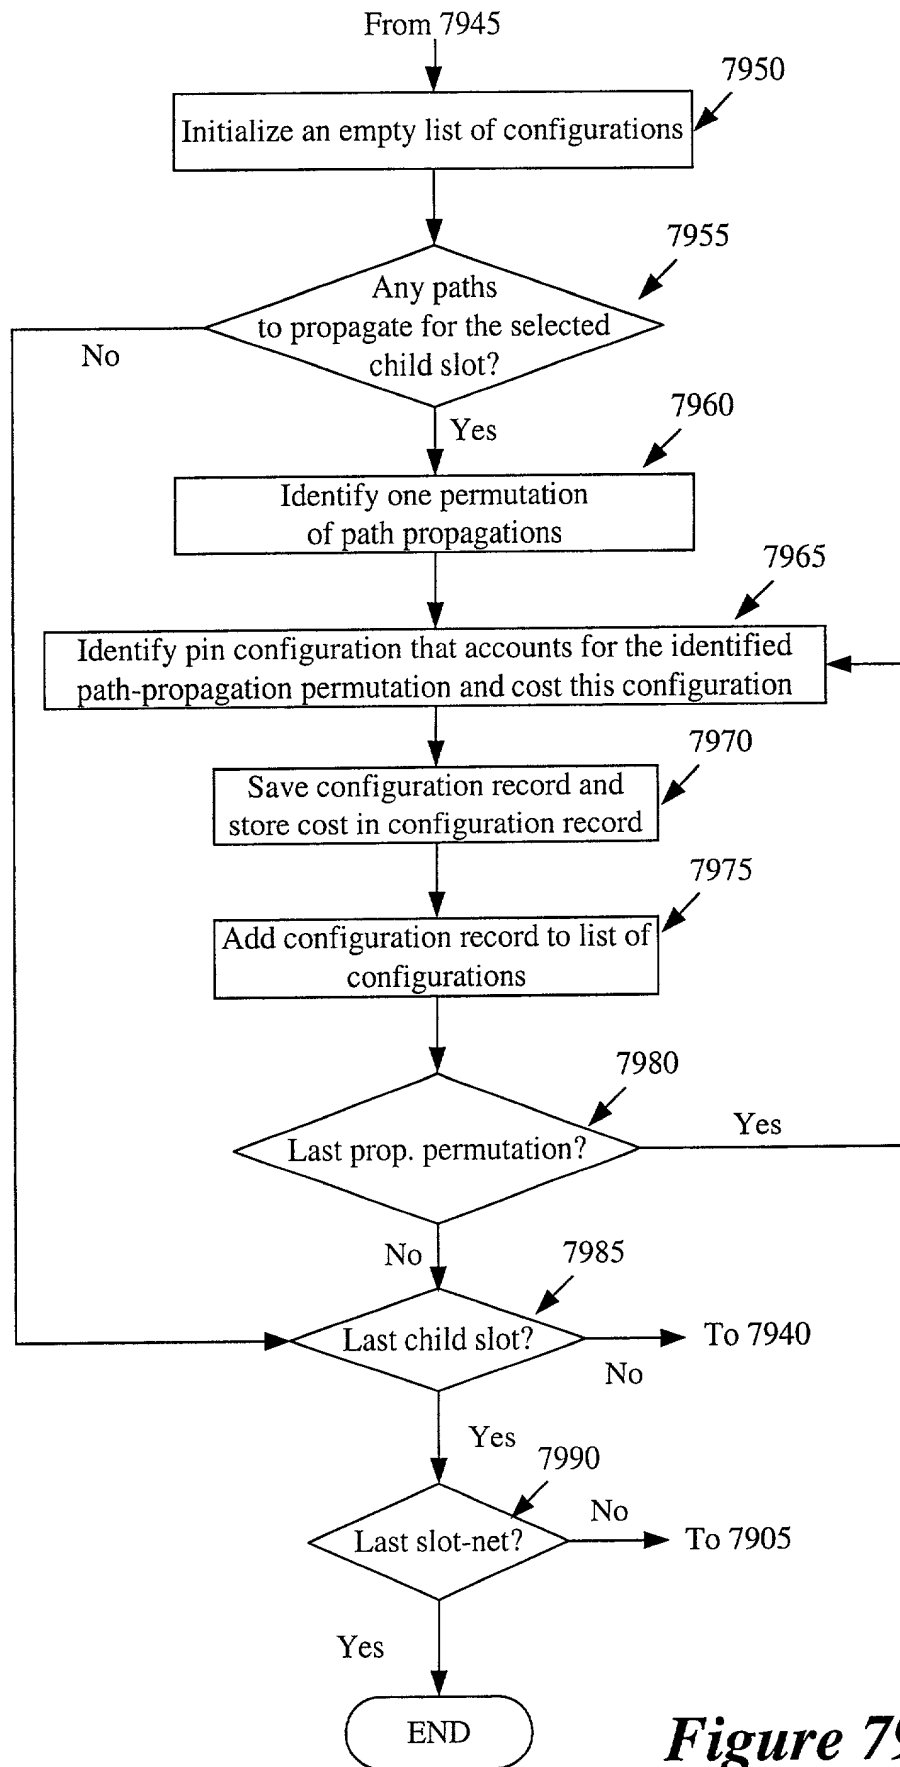 From 7945
7950
Initialize an empty list of configurations
7955
Any paths
to propagate for the selected
child slot?
No
Yes
7960
Identify one permutation
of path propagations
7965
Identify pin configuration that accounts for the identified
path-propagation permutation and cost this configuration
7970
Save configuration record and
store cost in configuration record
7975
Add configuration record to list of
configurations
7980
Last prop. permutation?
Yes
No
7985
Last child slot?
To 7940
No
Yes
7990
Last slot-net?
No
To 7905
Yes
END
Figure 79